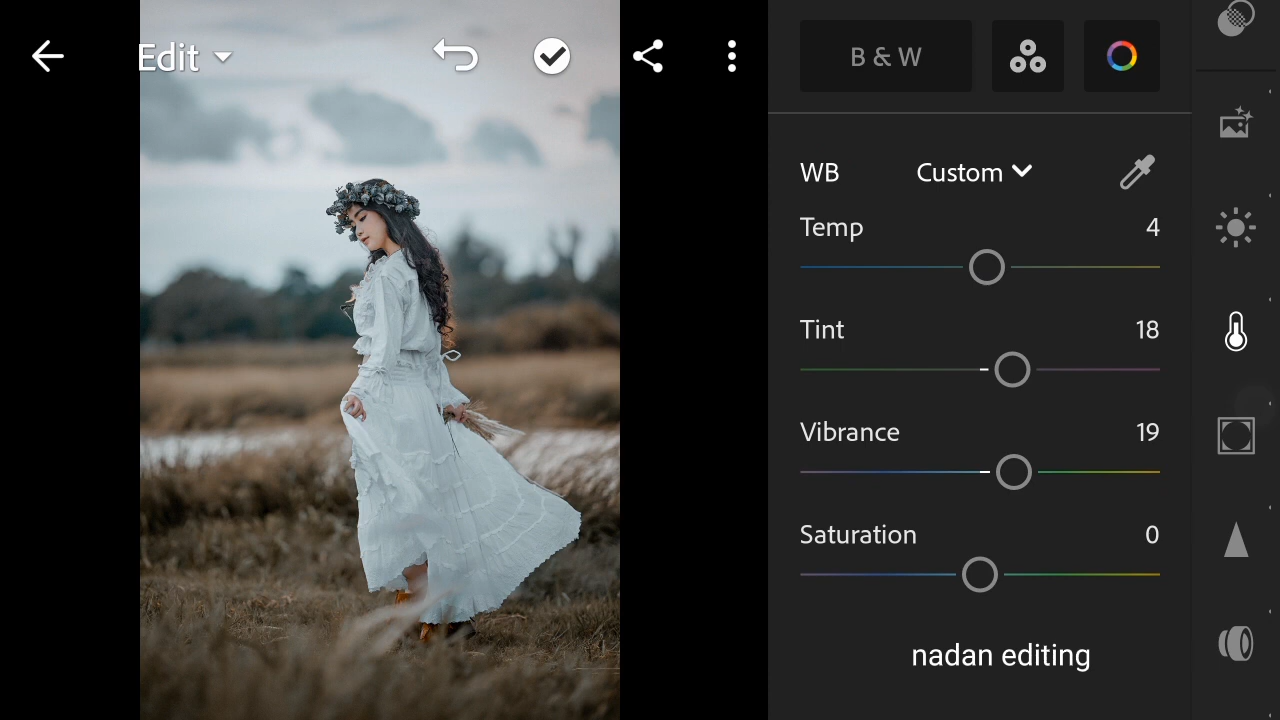 Edit
B & W
WB Custom
Temp 4
Tint 18
Vibrance 19
Saturation 0
nadan editing